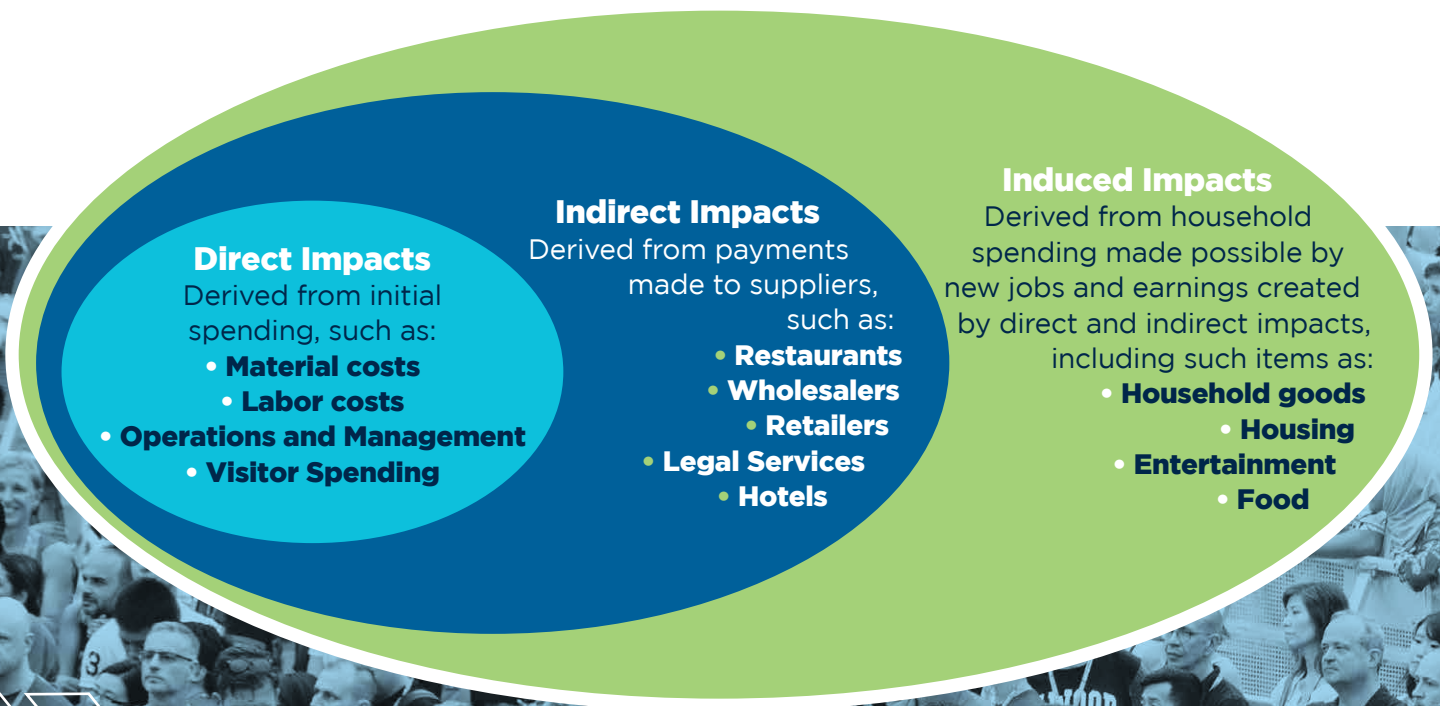 Direct Impacts
Derived from initial
spending, such as:
• Material costs
• Labor costs
• Operations and Management
• Visitor Spending
Indirect Impacts
Derived from payments
made to suppliers,
such as:
• Restaurants
• Wholesalers
• Retailers
• Legal Services
• Hotels
Induced Impacts
Derived from household
spending made possible by
new jobs and earnings created
by direct and indirect impacts,
including such items as:
• Household goods
• Housing
• Entertainment
• Food
3